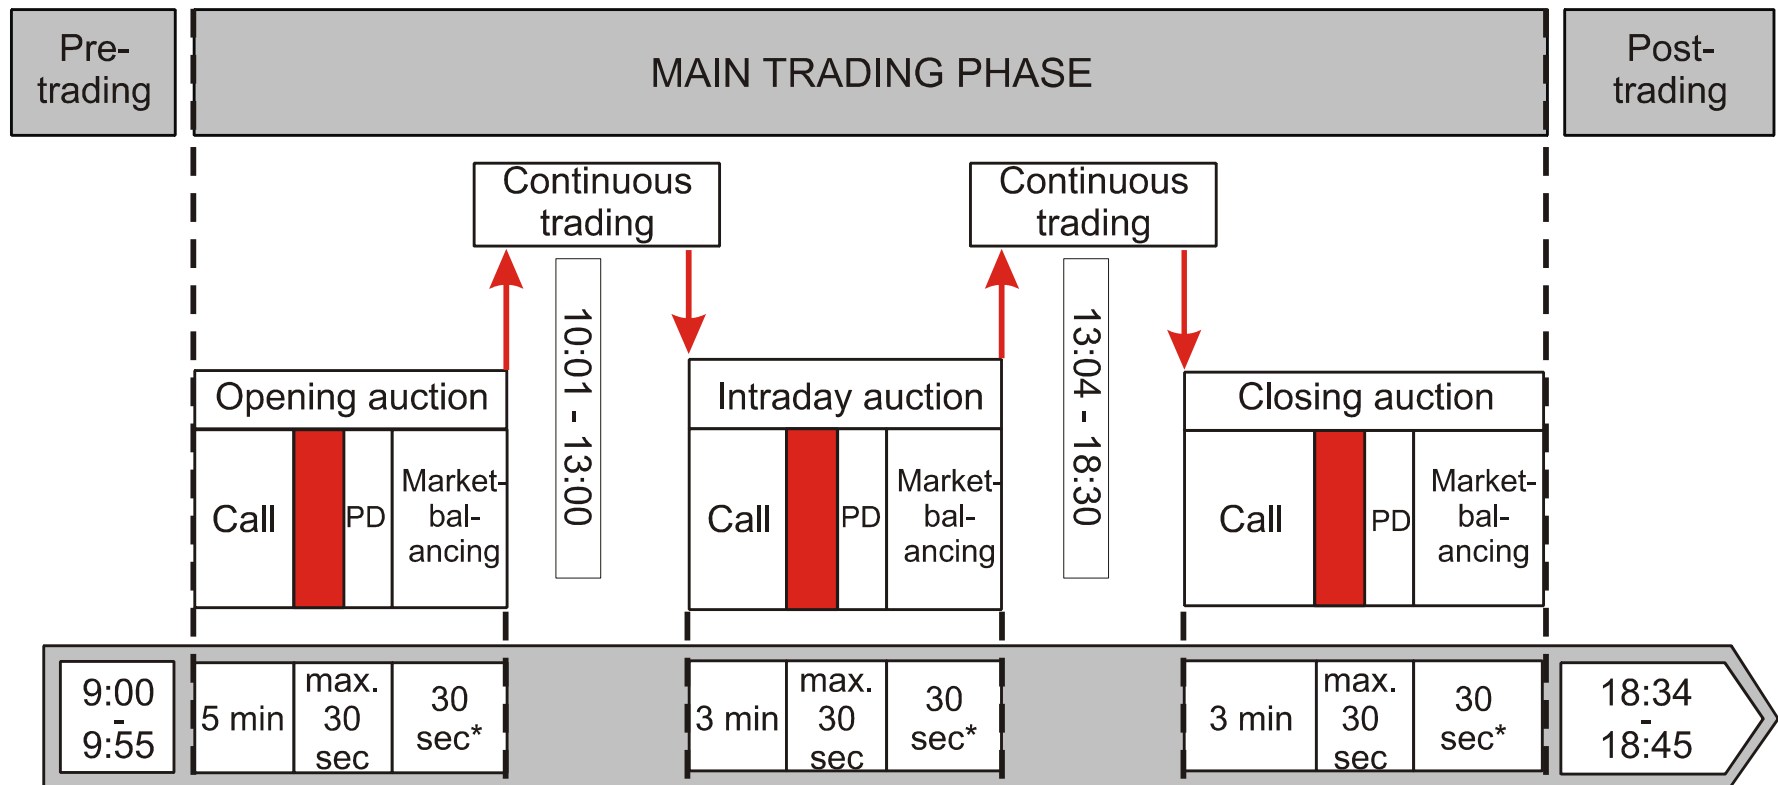 Pre-
trading
MAIN TRADING PHASE
Post-
trading
Continuous
trading
Continuous
trading
10:01 - 13:00
13:04 - 18:30
Opening auction
Call
PD
Market-
bal-
ancing
Intraday auction
Call
PD
Market-
bal-
ancing
Closing auction
Call
PD
Market-
bal-
ancing
9:00
-
9:55
5 min
max.
30
sec
30
sec*
3 min
max.
30
sec
30
sec*
3 min
max.
30
sec
30
sec*
18:34
-
18:45